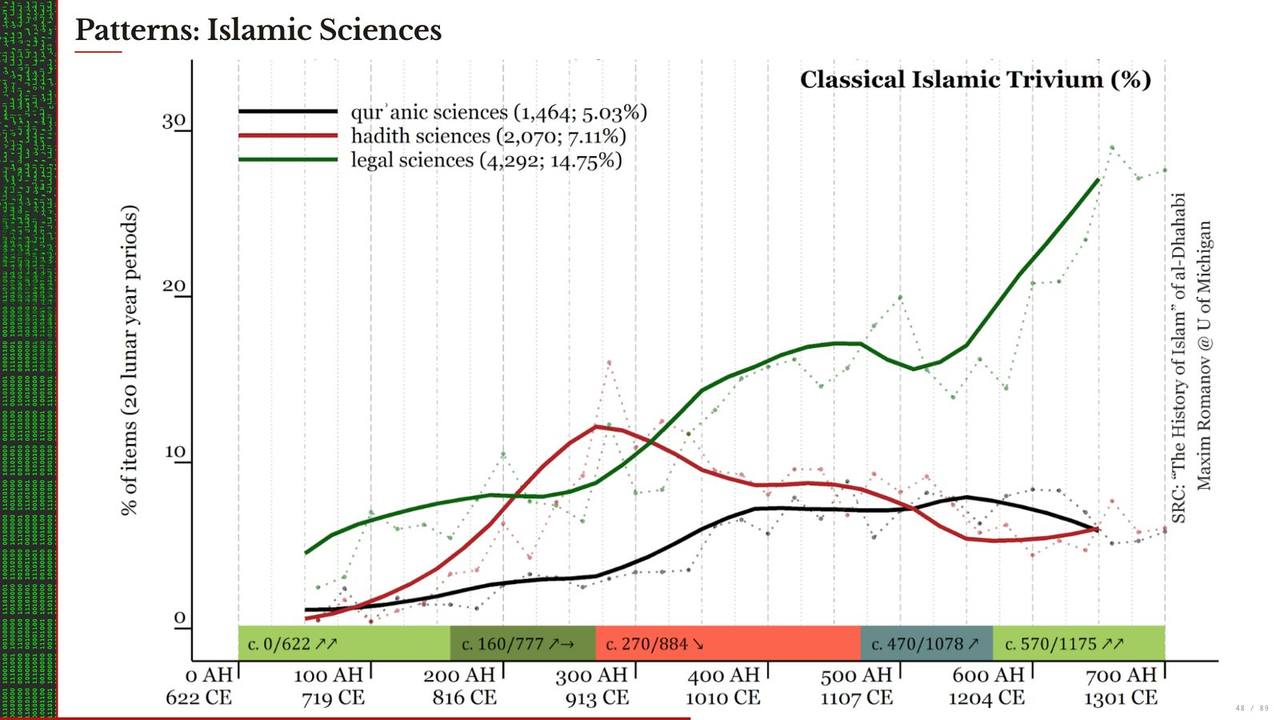 Patterns: Islamic Sciences
Classical Islamic Trivium (%)
qurʾanic sciences (1,464; 5.03%)
hadith sciences (2,070; 7.11%)
legal sciences (4,292; 14.75%)
% of items (20 lunar year periods)
30
20
10
0
SRC: "The History of Islam" of al-Dhahabi
Maxim Romanov @ U of Michigan
c. 0/622 ↗↗
c. 160/777 ↗→
c. 270/884 ↘
c. 470/1078 ↗
c. 570/1175 ↗↗
0 AH
622 CE
100 AH
719 CE
200 AH
816 CE
300 AH
913 CE
400 AH
1010 CE
500 AH
1107 CE
600 AH
1204 CE
700 AH
1301 CE
48 / 89